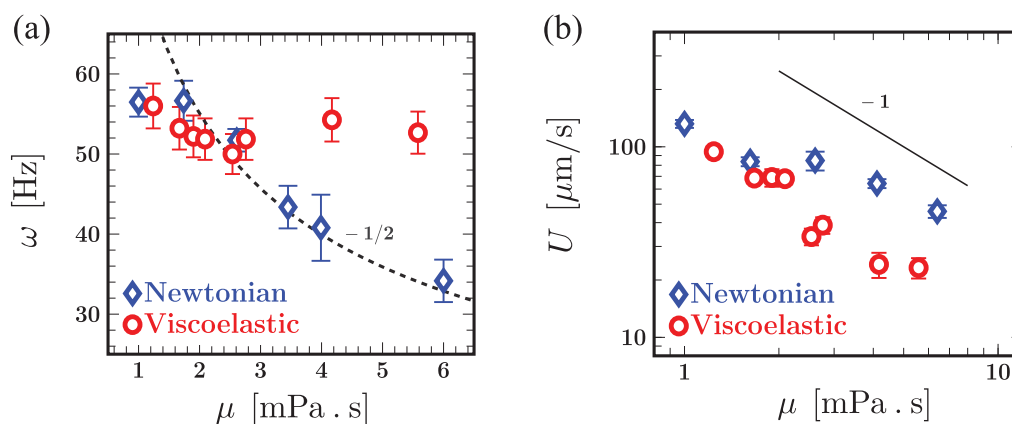 (a)
ω [Hz]
60
50
40
30
−1/2
Newtonian
Viscoelastic
1 2 3 4 5 6
μ [mPa . s]
(b)
U [μm/s]
100
10
−1
Newtonian
Viscoelastic
1 10
μ [mPa . s]